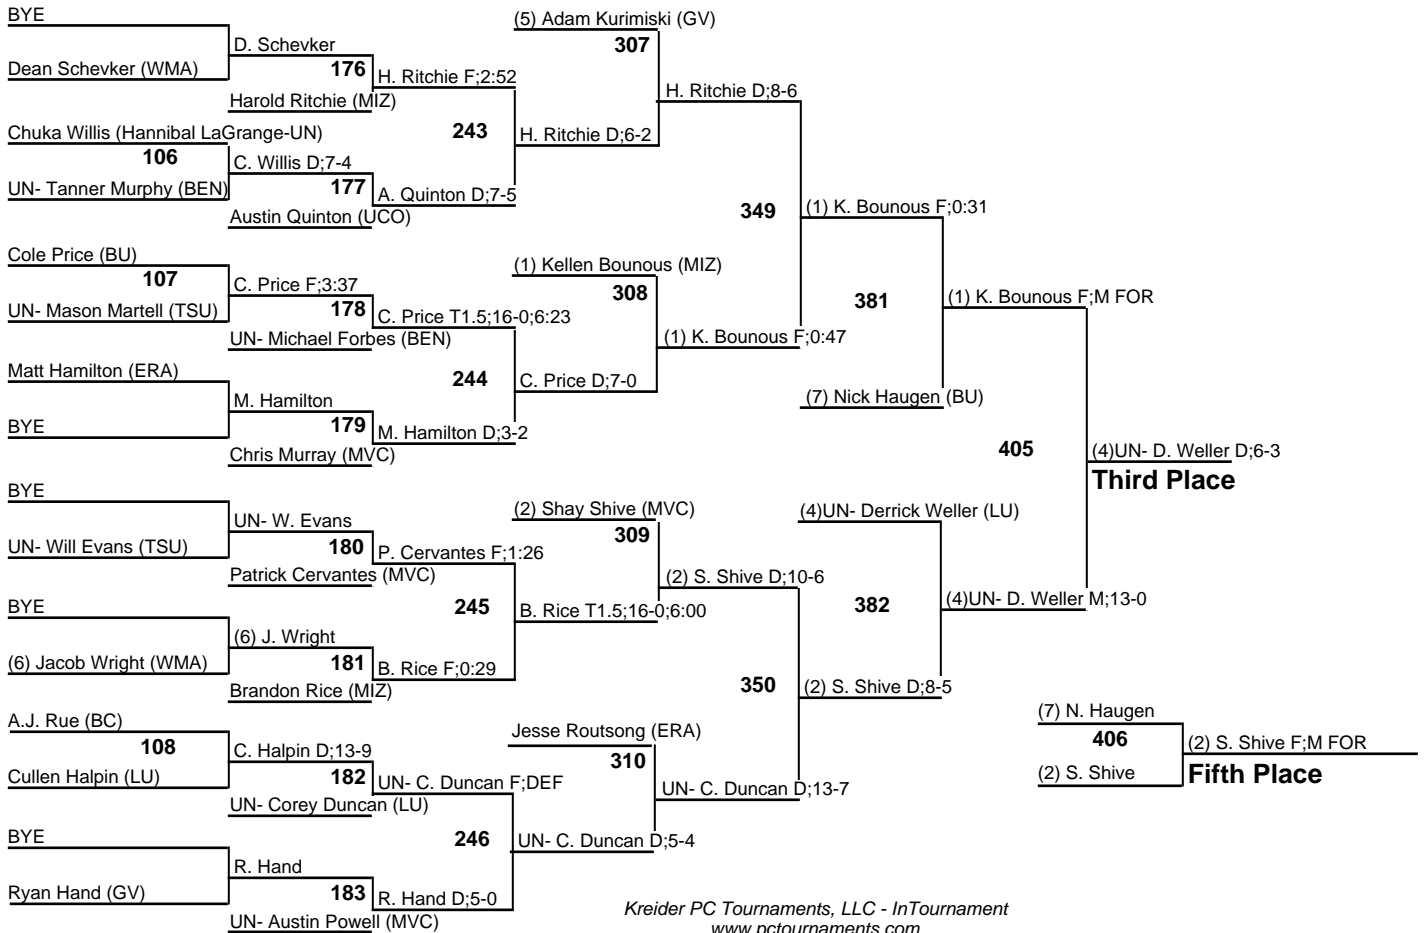 BYE
(5) Adam Kurimiski (GV)
D. Schevker
307
Dean Schevker (WMA)
176
H. Ritchie F;2:52
H. Ritchie D;8-6
Harold Ritchie (MIZ)
Chuka Willis (Hannibal LaGrange-UN)
243
H. Ritchie D;6-2
106
C. Willis D;7-4
UN- Tanner Murphy (BEN)
177
A. Quinton D;7-5
Austin Quinton (UCO)
349
(1) K. Bounous F;0:31
Cole Price (BU)
(1) Kellen Bounous (MIZ)
107
C. Price F;3:37
308
381
(1) K. Bounous F;M FOR
UN- Mason Martell (TSU)
178
C. Price T1.5;16-0;6:23
UN- Michael Forbes (BEN)
(1) K. Bounous F;0:47
Matt Hamilton (ERA)
244
C. Price D;7-0
M. Hamilton
(7) Nick Haugen (BU)
BYE
179
M. Hamilton D;3-2
Chris Murray (MVC)
405
(4)UN- D. Weller D;6-3
Third Place
BYE
UN- W. Evans
(2) Shay Shive (MVC)
(4)UN- Derrick Weller (LU)
309
UN- Will Evans (TSU)
180
P. Cervantes F;1:26
Patrick Cervantes (MVC)
(2) S. Shive D;10-6
BYE
245
B. Rice T1.5;16-0;6:00
382
(4)UN- D. Weller M;13-0
(6) J. Wright
(6) Jacob Wright (WMA)
181
B. Rice F;0:29
Brandon Rice (MIZ)
350
(2) S. Shive D;8-5
A.J. Rue (BC)
Jesse Routsong (ERA)
(7) N. Haugen
108
C. Halpin D;13-9
310
406
(2) S. Shive F;M FOR
Cullen Halpin (LU)
182
UN- C. Duncan F;DEF
UN- C. Duncan D;13-7
(2) S. Shive
Fifth Place
UN- Corey Duncan (LU)
BYE
246
UN- C. Duncan D;5-4
R. Hand
Ryan Hand (GV)
183
R. Hand D;5-0
UN- Austin Powell (MVC)
Kreider PC Tournaments, LLC - InTournament
www.pctournaments.com